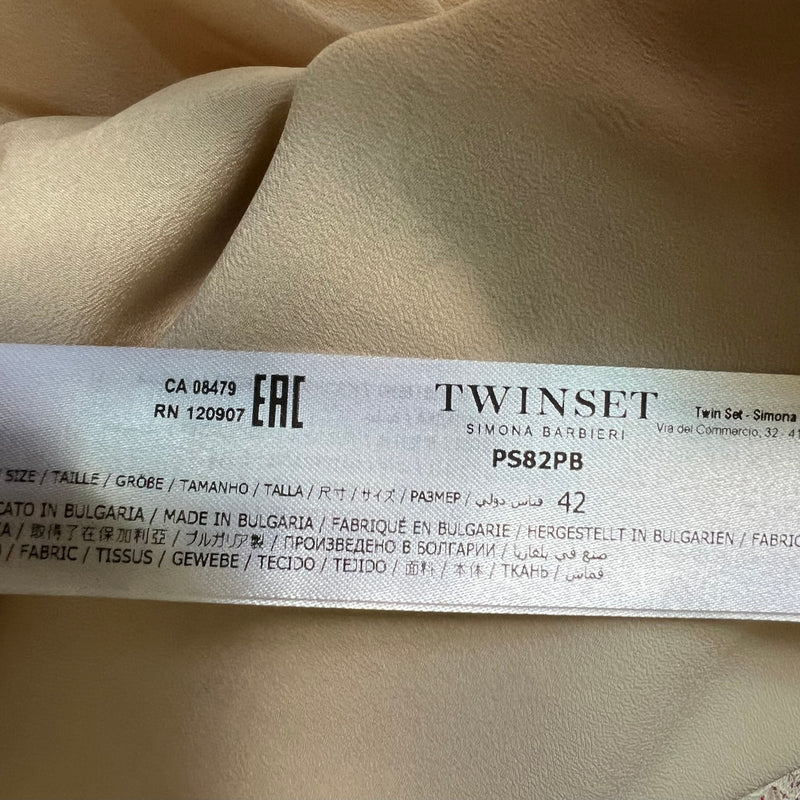 CA 08479
RN 120907
EAC
TWINSET
SIMONA BARBIERI
PS82PB
Twin Set - Simona
Via del Commercio, 32 - 41
SIZE / TAILLE / GRÖßE / TAMANHO / TALLA / 尺寸 / サイズ / РАЗМЕР / قياس دولي 42
CATO IN BULGARIA / MADE IN BULGARIA / FABRIQUÉ EN BULGARIE / HERGESTELLT IN BULGARIEN / FABRIC
/ 取得了在保加利亞 / ブルガリア製 / ПРОИЗВЕДЕНО В БОЛГАРИИ / صنع في بلغاريا
/ FABRIC / TISSUS / GEWEBE / TECIDO / TEJIDO / 面料 / 本体 / ТКАНЬ / قماش